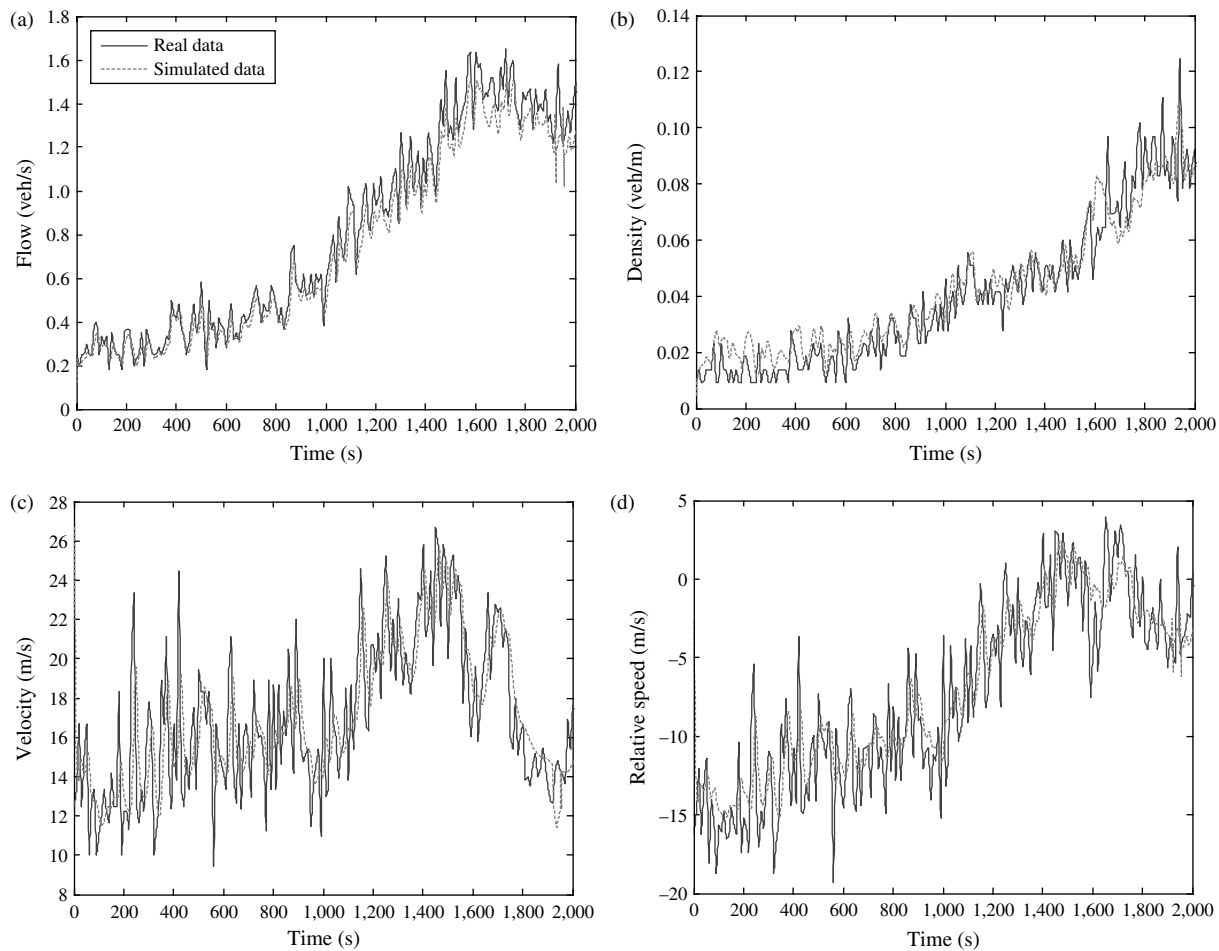 (a)
1.8
1.6
1.4
1.2
1.0
0.8
0.6
0.4
0.2
0
Flow (veh/s)
Real data
Simulated data
0 200 400 600 800 1,000 1,200 1,400 1,600 1,800 2,000
Time (s)
(b)
0.14
0.12
0.10
0.08
0.06
0.04
0.02
0
Density (veh/m)
0 200 400 600 800 1,000 1,200 1,400 1,600 1,800 2,000
Time (s)
(c)
28
26
24
22
20
18
16
14
12
10
8
Velocity (m/s)
0 200 400 600 800 1,000 1,200 1,400 1,600 1,800 2,000
Time (s)
(d)
5
0
−5
−10
−15
−20
Relative speed (m/s)
0 200 400 600 800 1,000 1,200 1,400 1,600 1,800 2,000
Time (s)